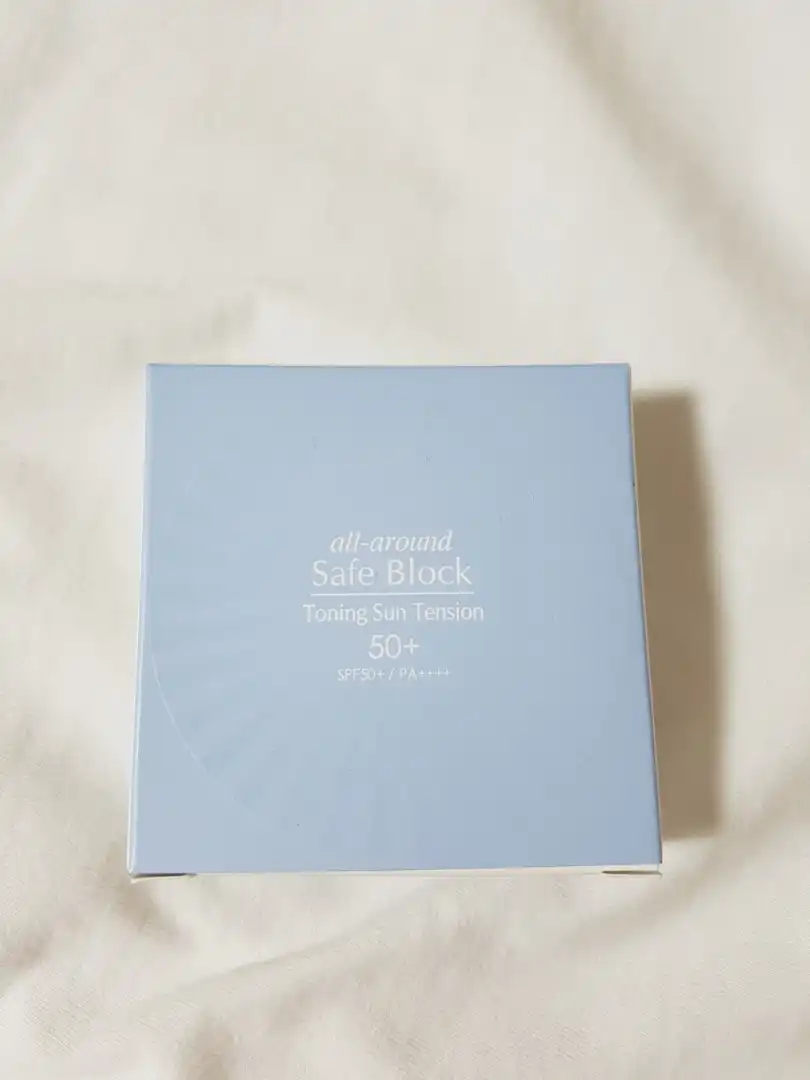 all-around
Safe Block
Toning Sun Tension
50+
SPF50+ / PA++++